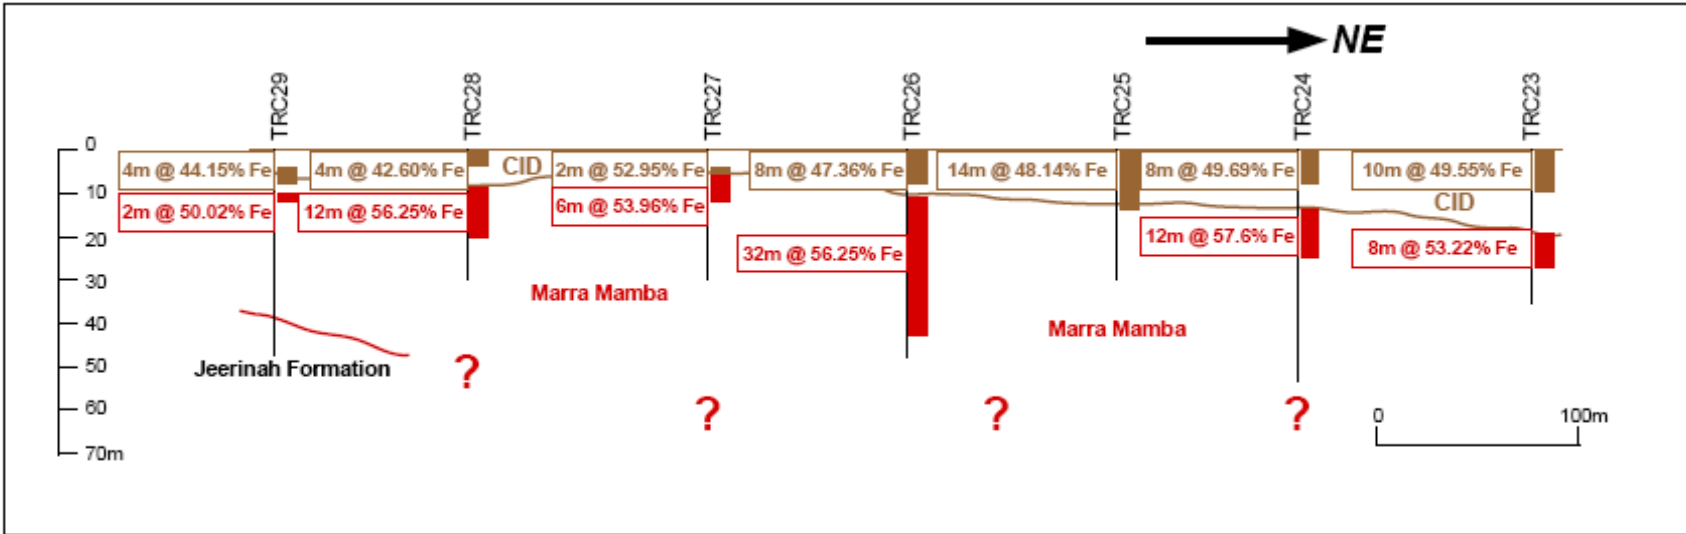 NE
TRC29
TRC28
TRC27
TRC26
TRC25
TRC24
TRC23
0
10
20
30
40
50
60
70m
4m @ 44.15% Fe
4m @ 42.60% Fe
CID
2m @ 52.95% Fe
8m @ 47.36% Fe
14m @ 48.14% Fe
8m @ 49.69% Fe
10m @ 49.55% Fe
2m @ 50.02% Fe
12m @ 56.25% Fe
6m @ 53.96% Fe
32m @ 56.25% Fe
12m @ 57.6% Fe
CID
8m @ 53.22% Fe
Marra Mamba
Marra Mamba
Jeerinah Formation
?
?
?
?
0 100m